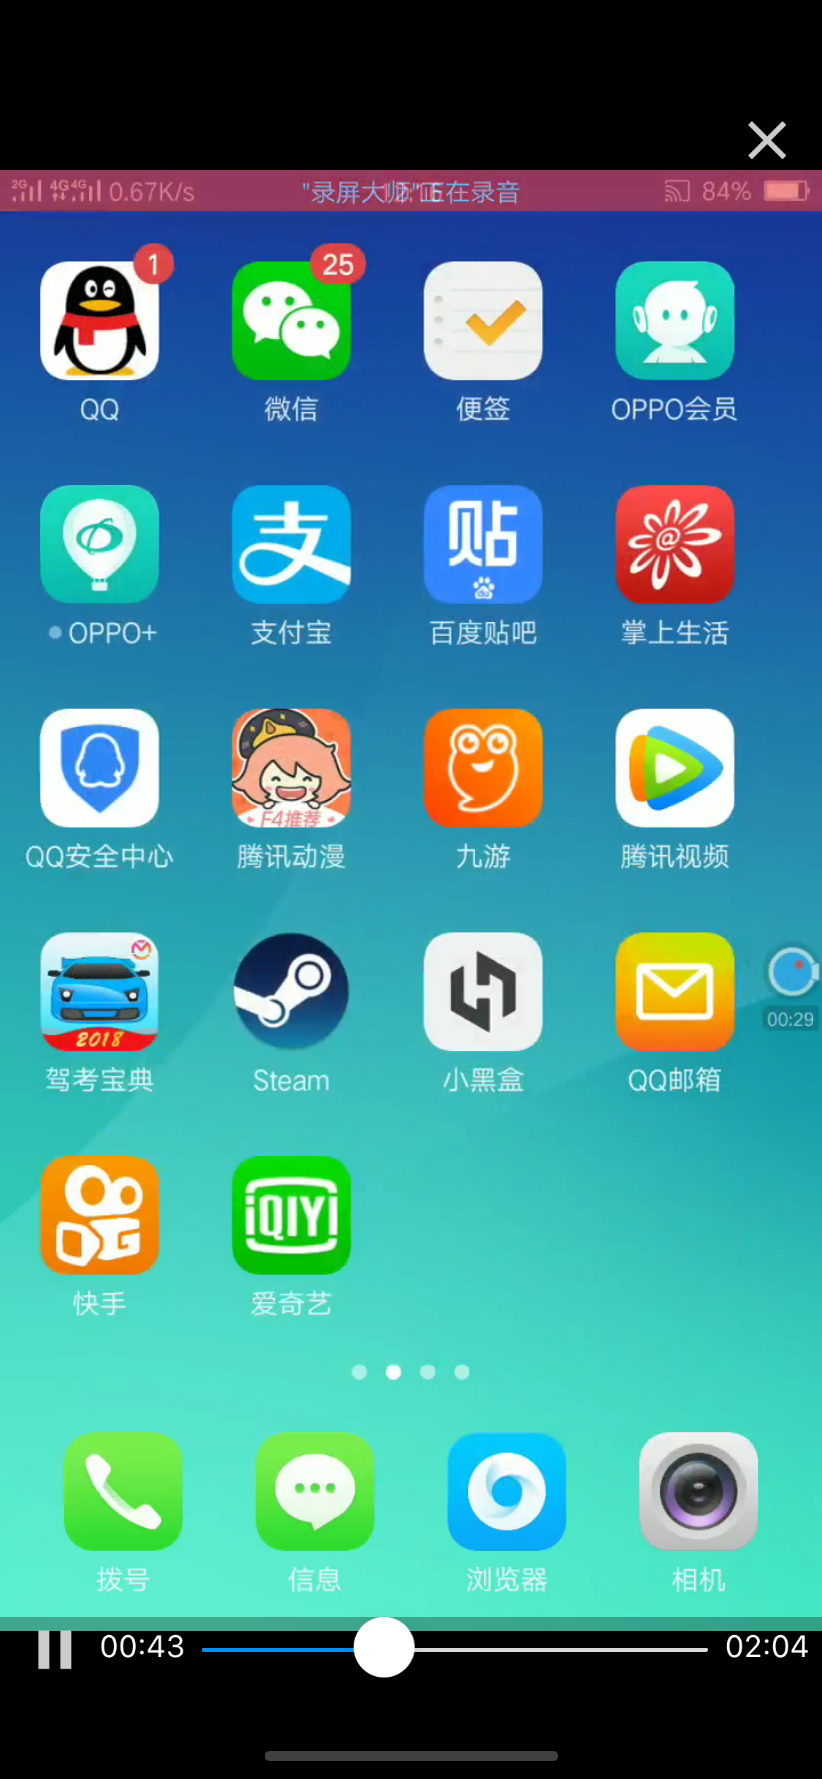 2G 4G 4G 0.67K/s "录屏大师"正在录音 84%
1 25
QQ 微信 便签 OPPO会员
支 贴
OPPO+ 支付宝 百度贴吧 掌上生活
F4推荐
QQ安全中心 腾讯动漫 九游 腾讯视频
2018
00:29
驾考宝典 Steam 小黑盒 QQ邮箱
iQIYI
快手 爱奇艺
拨号 信息 浏览器 相机
00:43 02:04